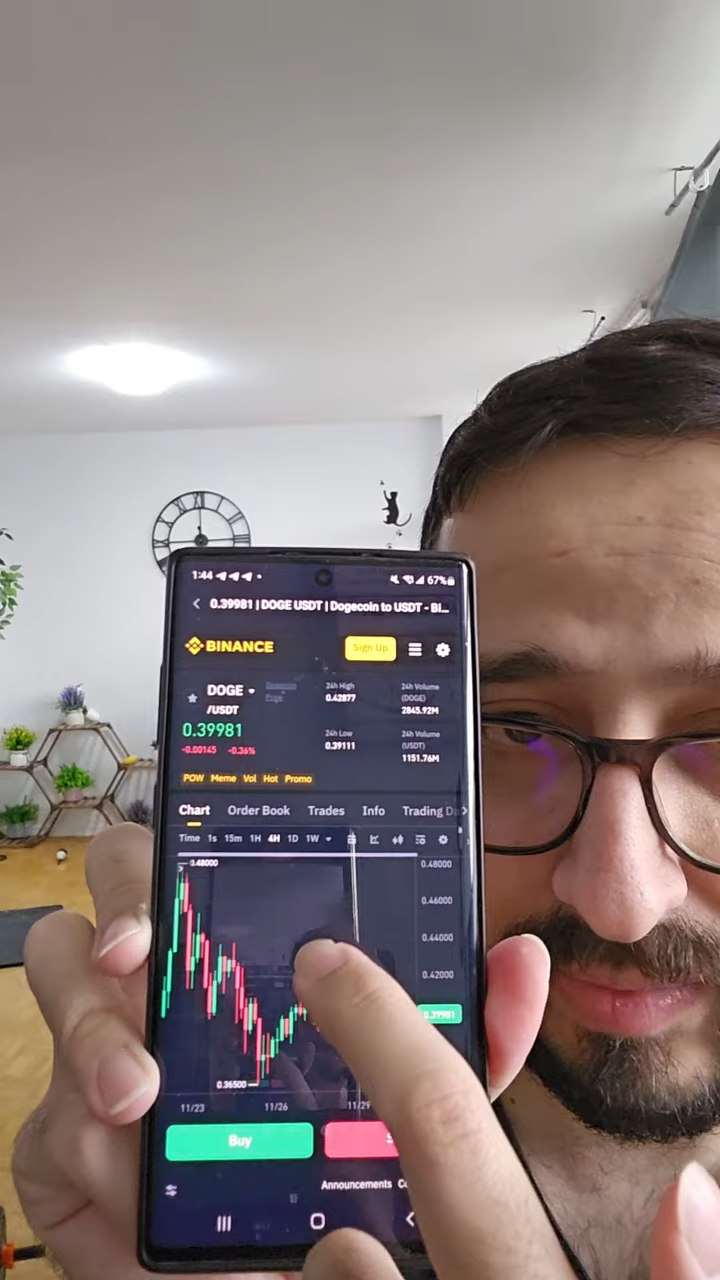 1:44
67%
0.39981 | DOGE USDT | Dogecoin to USDT - Bi...
BINANCE
Sign Up
DOGE
/USDT
0.39981
-0.00145 -0.36%
24h High
0.42877
24h Volume
(DOGE)
2845.92M
24h Low
0.39111
24h Volume
(USDT)
1151.76M
POW Meme Vol Hot Promo
Chart Order Book Trades Info Trading Da
Time 1s 15m 1H 4H 1D 1W
0.48000
0.48000
0.46000
0.44000
0.42000
0.39981
0.36500
11/23 11/26 11/29
Buy
S
Announcements